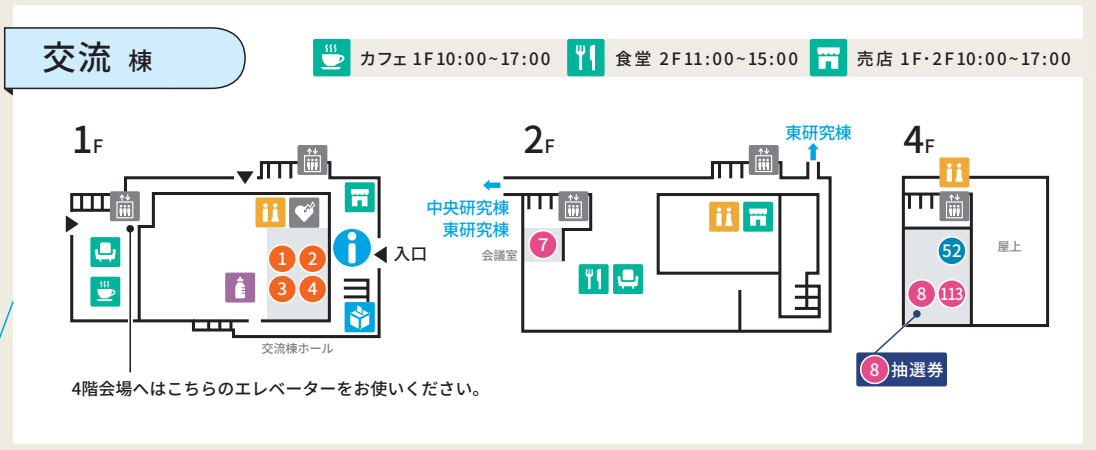 交流 棟
カフェ 1F10:00~17:00
食堂 2F11:00~15:00
売店 1F･2F10:00~17:00
1F
入口
1
2
3
4
交流棟ホール
4階会場へはこちらのエレベーターをお使いください。
2F
東研究棟
中央研究棟
東研究棟
会議室
7
4F
52
屋上
8
113
8 抽選券